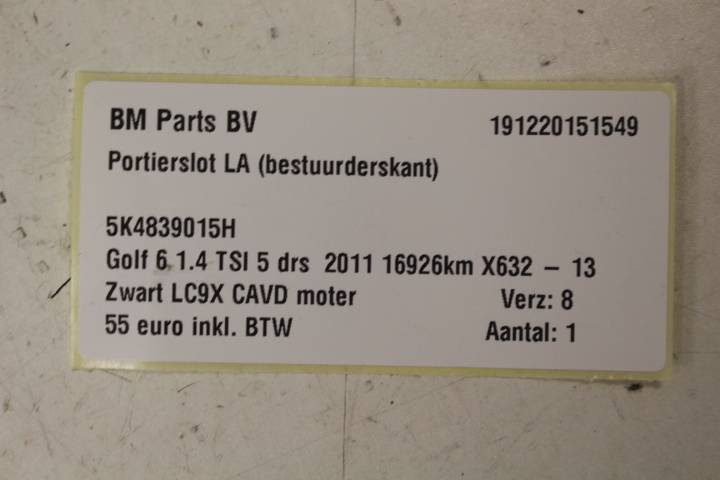 BM Parts BV 191220151549
Portierslot LA (bestuurderskant)
5K4839015H
Golf 6 1.4 TSI 5 drs 2011 16926km X632 – 13
Zwart LC9X CAVD moter Verz: 8
55 euro inkl. BTW Aantal: 1